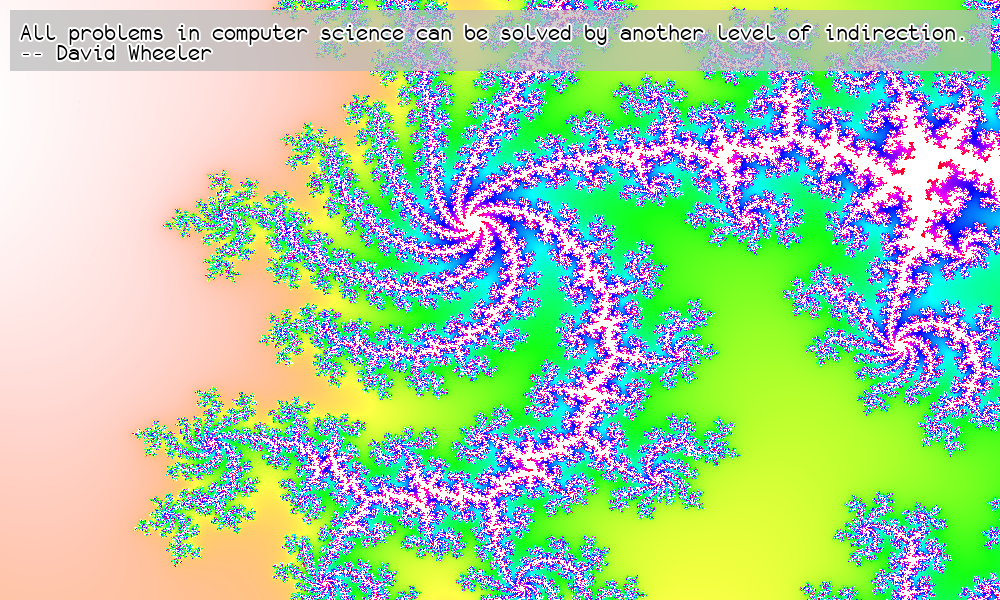 All problems in computer science can be solved by another level of indirection.
-- David Wheeler